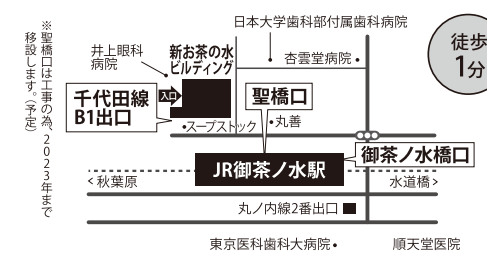 ※聖橋口は工事の為、2023年まで
移設します。(予定)
日本大学歯科部付属歯科病院
井上眼科
病院
新お茶の水
ビルディング
杏雲堂病院
徒歩
1分
千代田線
B1出口
入口
聖橋口
スープストック
丸善
御茶ノ水橋口
JR御茶ノ水駅
<秋葉原
水道橋>
丸ノ内線2番出口
東京医科歯科大病院
順天堂医院